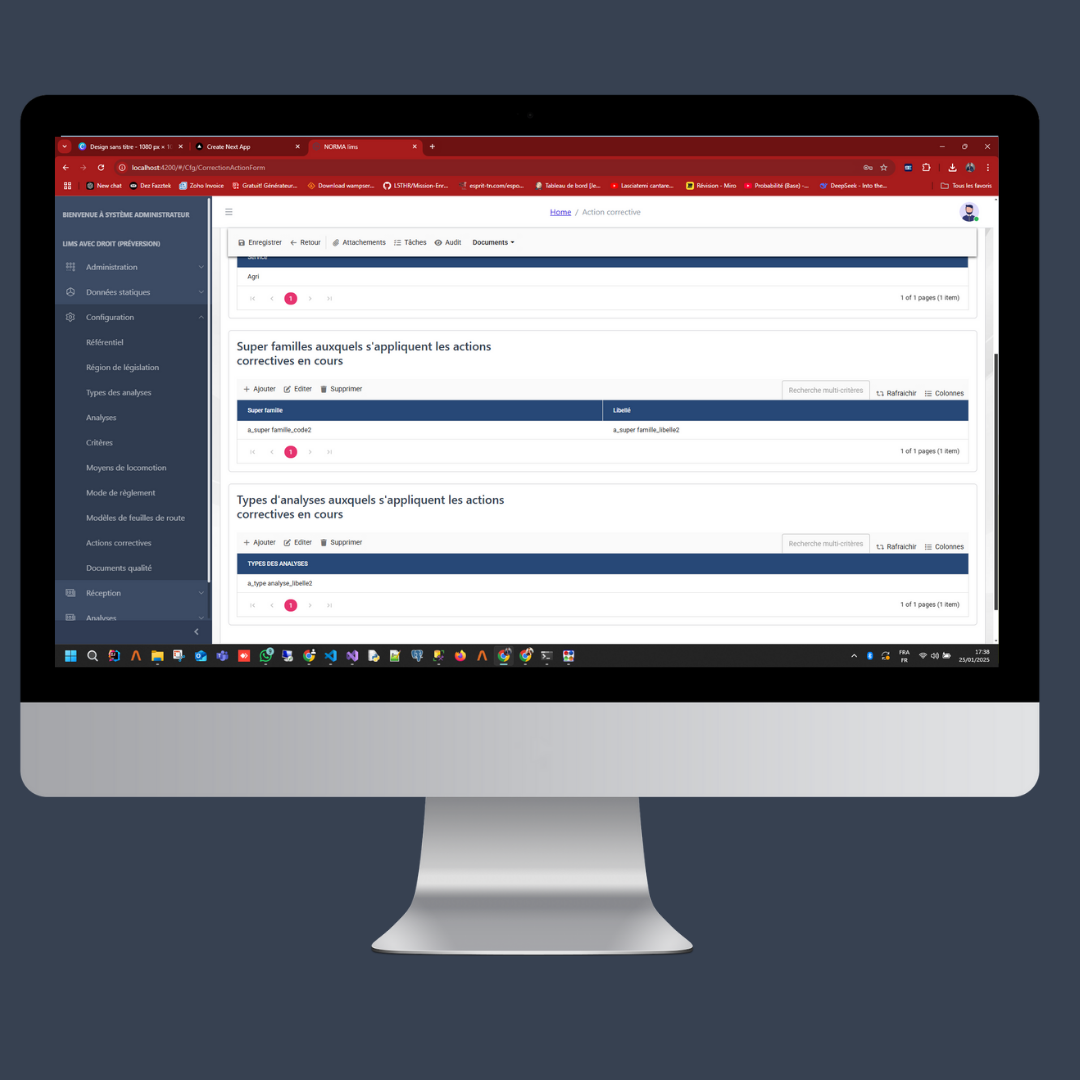 Design sans titre - 1080 px × 10
Create Next App
NORMA lims
localhost:4200/#/Cfg/CorrectionActionForm
New chat
Dez Fazztek
Zoho Invoice
Gratuit! Générateur...
Download wampser...
LSTHR/Mission-Enr...
esprit-tn.com/espo...
Tableau de bord [Je...
Lasciatemi cantare...
Révision - Miro
Probabilité (Base) -...
DeepSeek - Into the...
Tous les favoris
BIENVENUE À SYSTÈME ADMINISTRATEUR
LIMS AVEC DROIT (PRÉVERSION)
Administration
Données statiques
Configuration
Référentiel
Région de législation
Types des analyses
Analyses
Critères
Moyens de locomotion
Mode de règlement
Modèles de feuilles de route
Actions correctives
Documents qualité
Réception
Analyses
Home / Action corrective
Enregistrer Retour Attachements Tâches Audit Documents
Service
Agri
1 1 of 1 pages (1 item)
Super familles auxquels s'appliquent les actions
correctives en cours
Ajouter Editer Supprimer Recherche multi-critères Rafraichir Colonnes
Super famille Libellé
a_super famille_code2 a_super famille_libelle2
1 1 of 1 pages (1 item)
Types d'analyses auxquels s'appliquent les actions
correctives en cours
Ajouter Editer Supprimer Recherche multi-critères Rafraichir Colonnes
TYPES DES ANALYSES
a_type analyse_libelle2
1 1 of 1 pages (1 item)
FRA
FR
17:38
25/01/2025